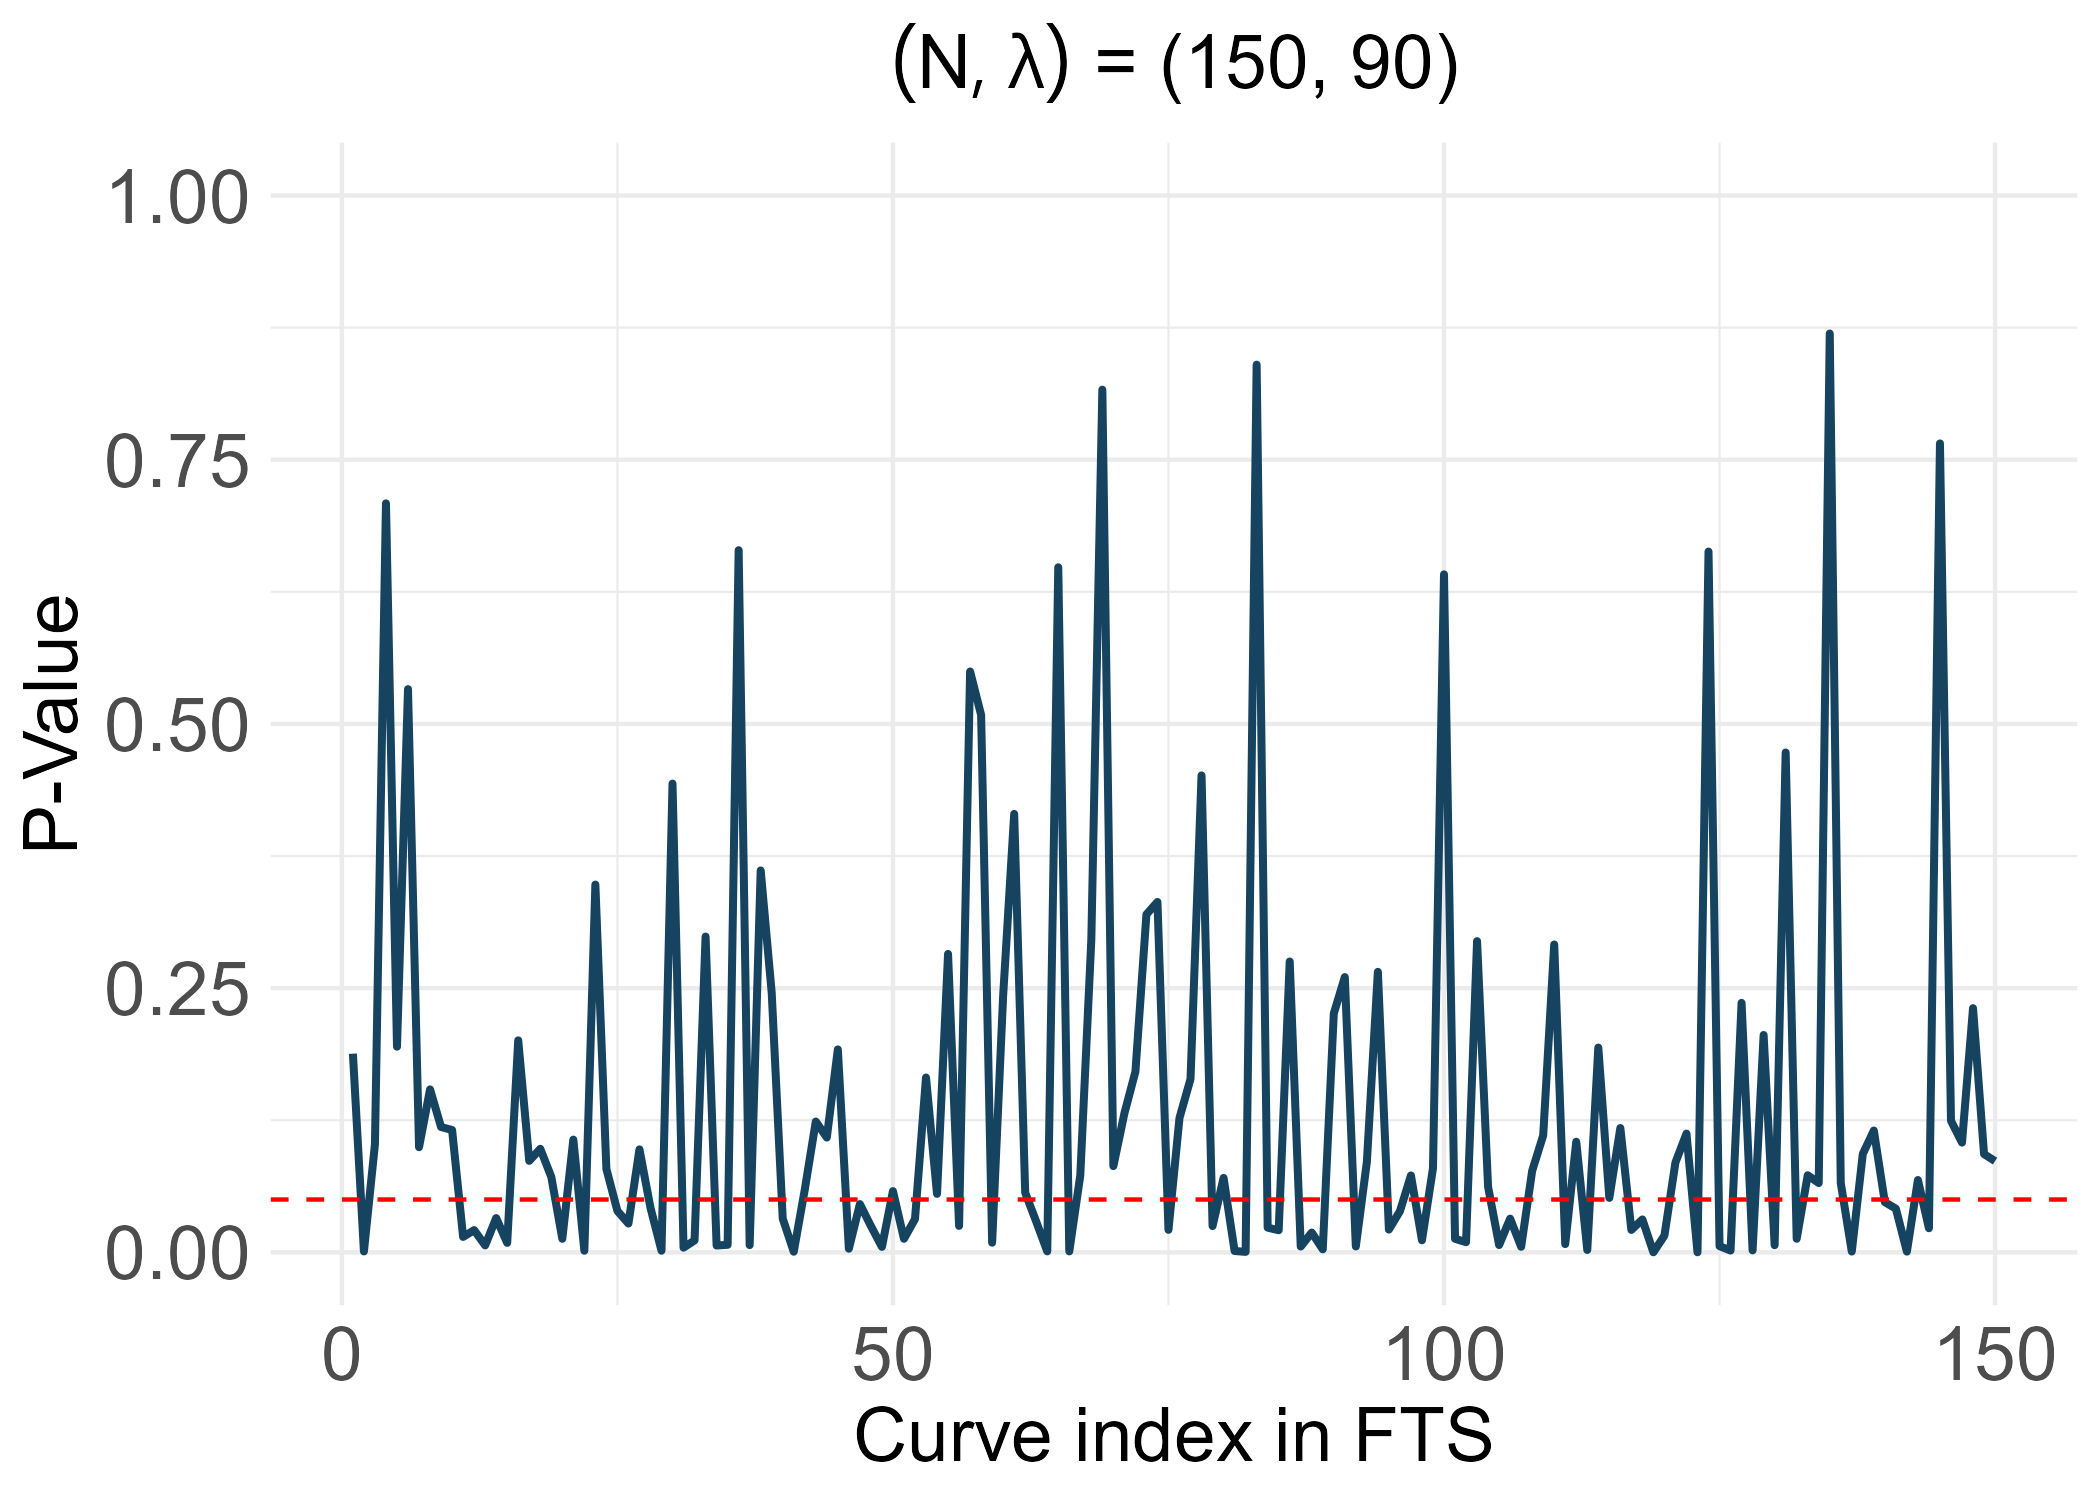 (N, λ) = (150, 90)
1.00
0.75
0.50
0.25
0.00
P-Value
0 50 100 150
Curve index in FTS